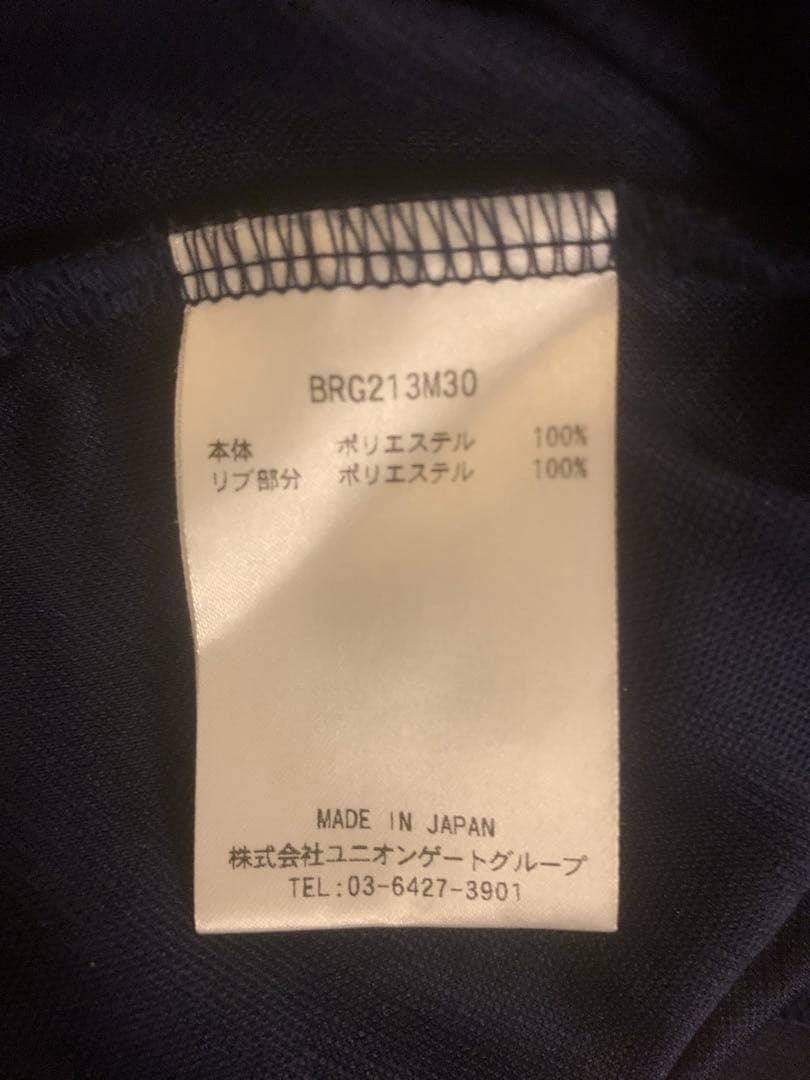 BRG213M30
本体 ポリエステル 100%
リブ部分 ポリエステル 100%
MADE IN JAPAN
株式会社ユニオンゲートグループ
TEL:03-6427-3901